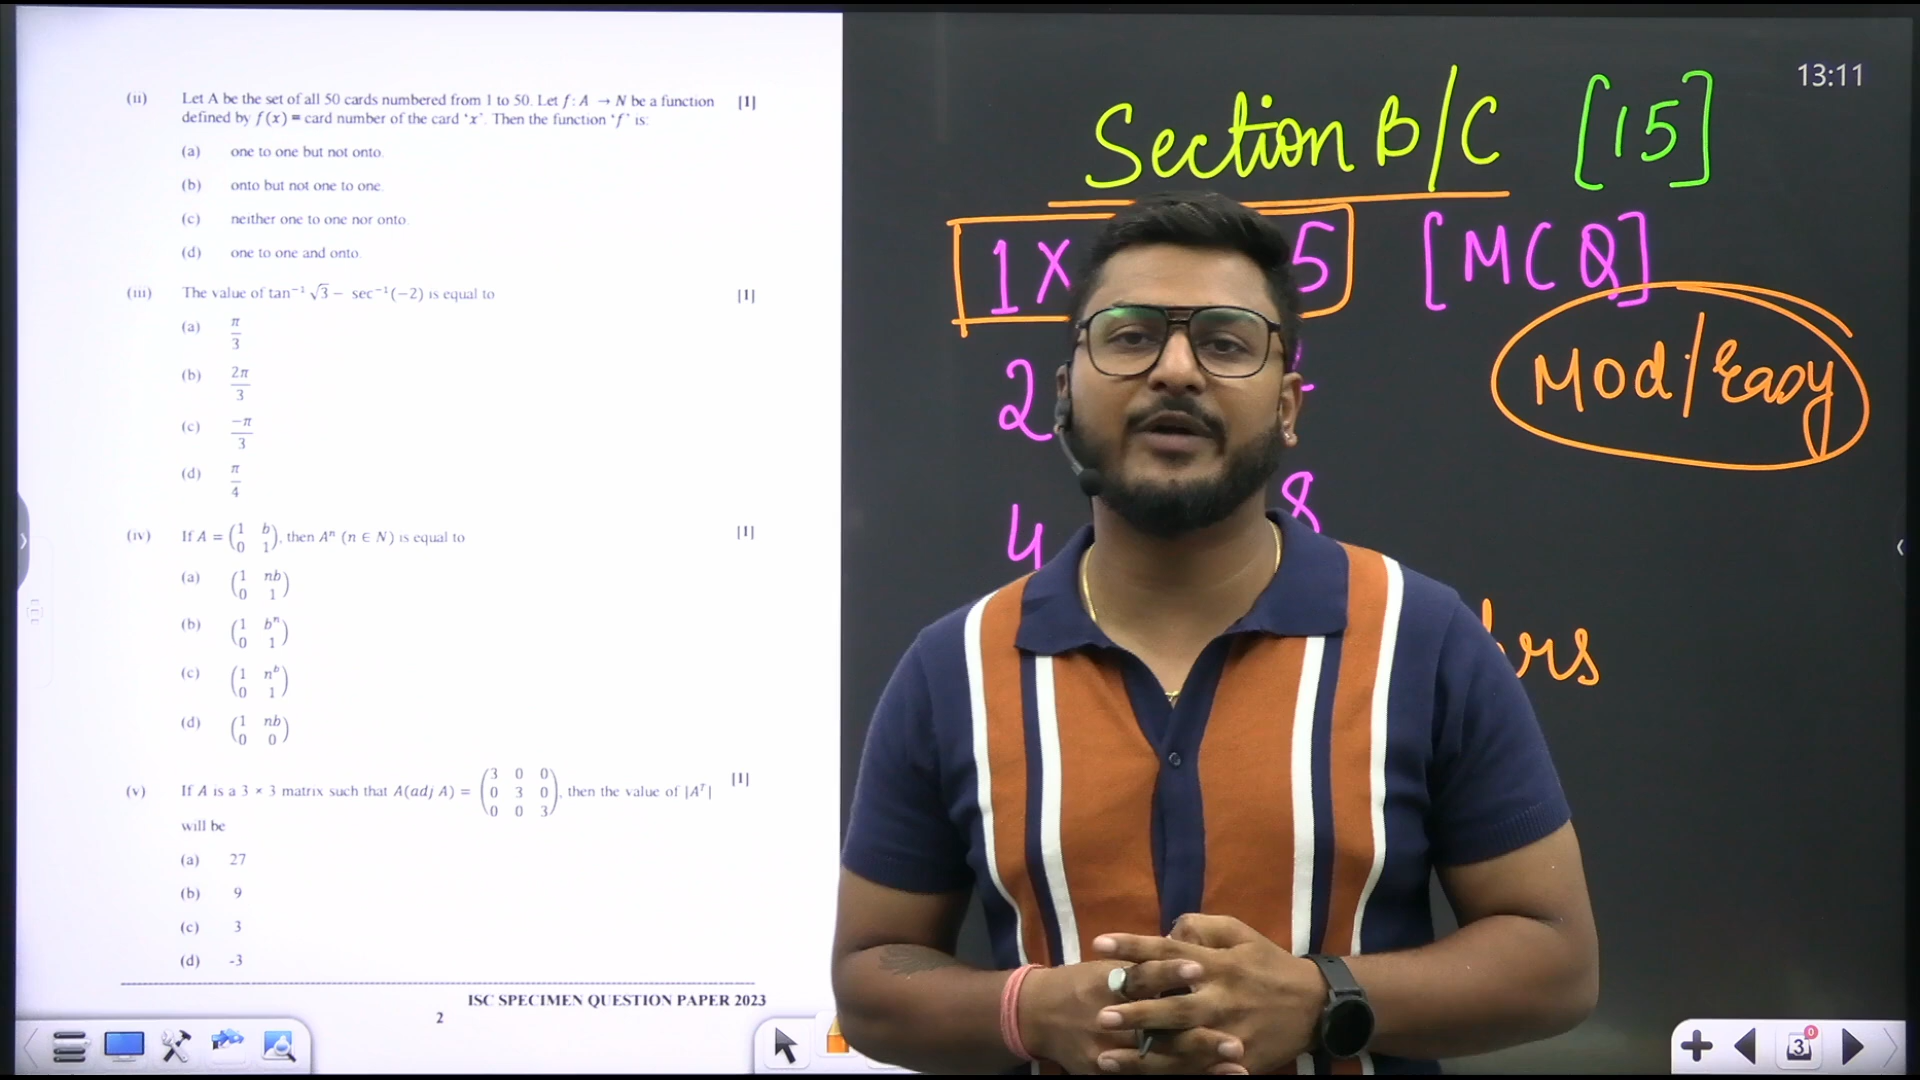 (ii) Let A be the set of all 50 cards numbered from 1 to 50. Let f: A → N be a function [1]
defined by f(x) = card number of the card 'x'. Then the function 'f' is:
(a) one to one but not onto.
(b) onto but not one to one.
(c) neither one to one nor onto.
(d) one to one and onto.
(iii) The value of tan⁻¹ √3 − sec⁻¹(−2) is equal to [1]
(a) π/3
(b) 2π/3
(c) −π/3
(d) π/4
(iv) If A = (1 b
0 1), then Aⁿ (n ∈ N) is equal to [1]
(a) (1 nb
0 1)
(b) (1 bⁿ
0 1)
(c) (1 nᵇ
0 1)
(d) (1 nb
0 0)
(v) If A is a 3 × 3 matrix such that A(adj A) = (3 0 0
0 3 0
0 0 3), then the value of |Aᵀ| [1]
will be
(a) 27
(b) 9
(c) 3
(d) -3
ISC SPECIMEN QUESTION PAPER 2023
2
13:11
Section B/C [15]
1X 5 [MCQ]
Mod/Easy
2
4 8
hrs
3
0